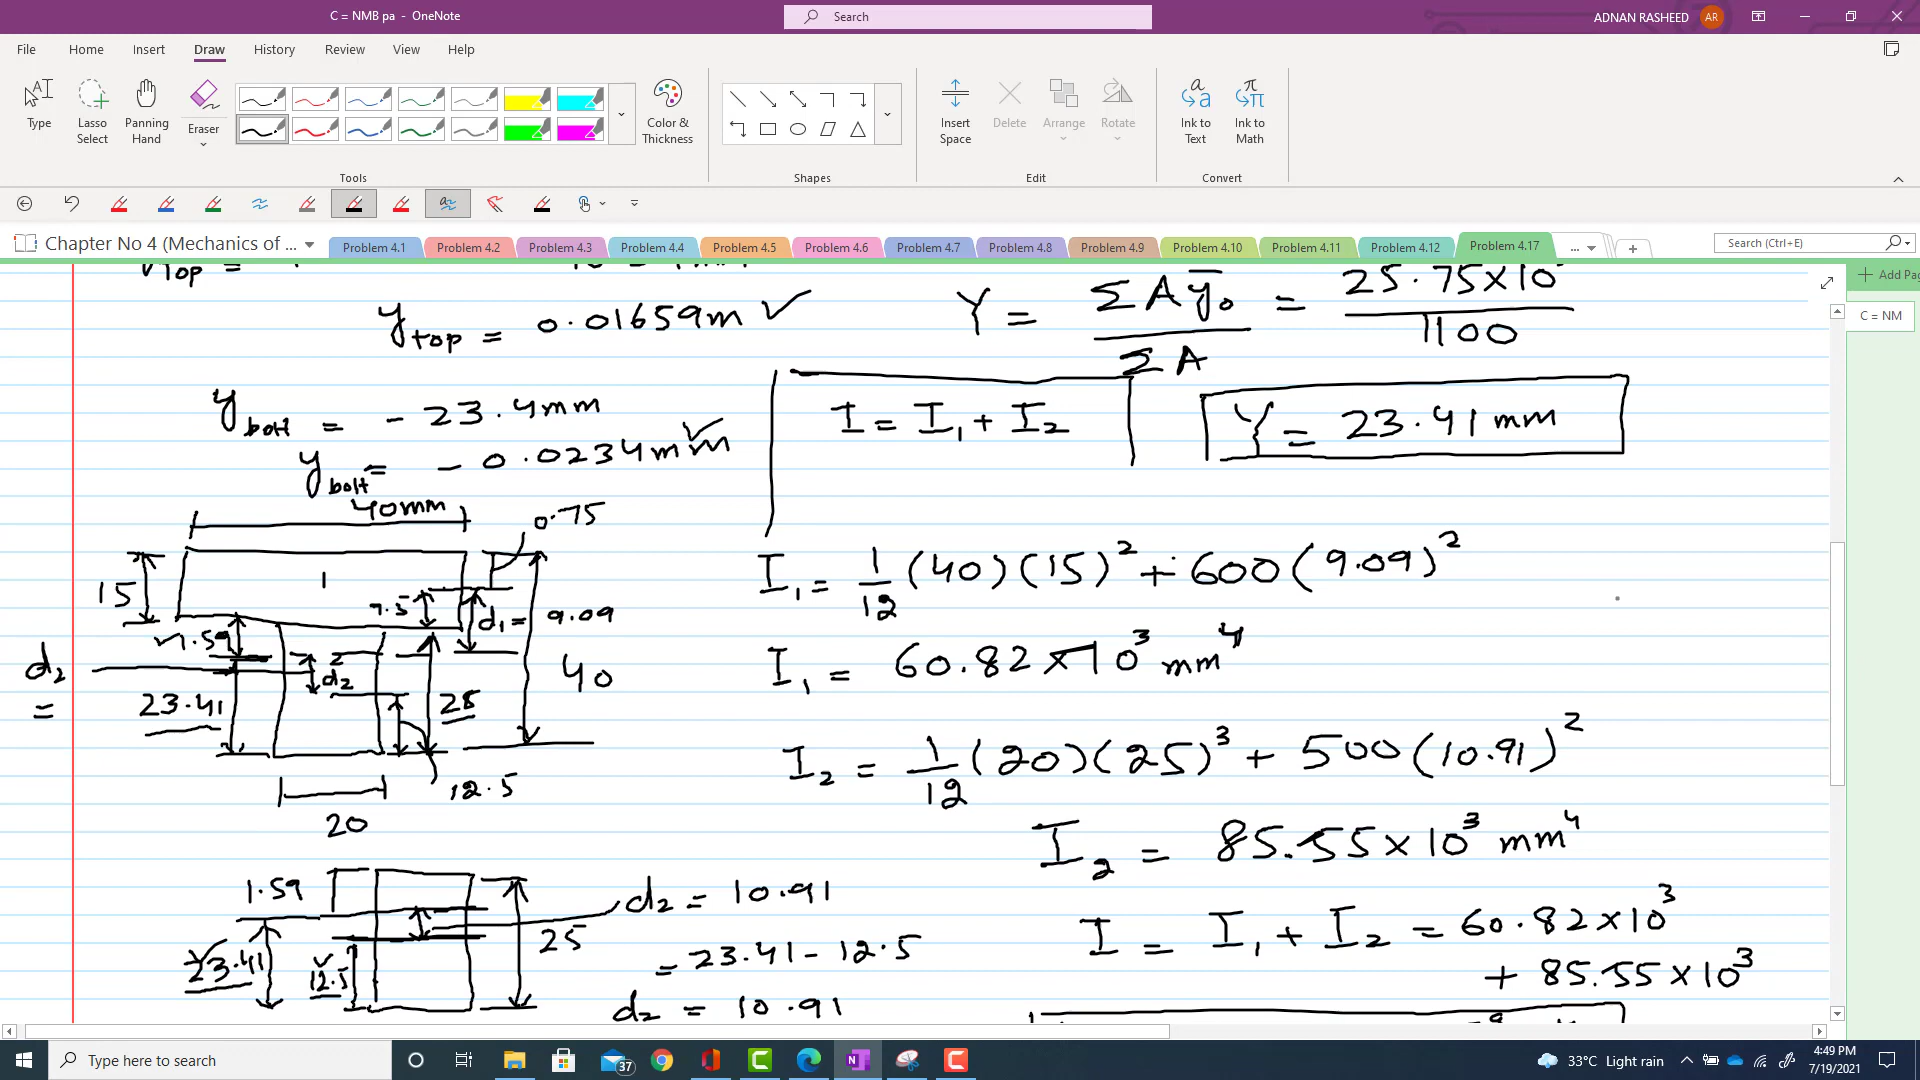 C = NMB pa - OneNote
Search
ADNAN RASHEED AR
File Home Insert Draw History Review View Help
Type
Lasso Select
Panning Hand
Eraser
Color & Thickness
Insert Space
Delete
Arrange
Rotate
Ink to Text
Ink to Math
Tools
Shapes
Edit
Convert
Chapter No 4 (Mechanics of ...
Problem 4.1 Problem 4.2 Problem 4.3 Problem 4.4 Problem 4.5 Problem 4.6 Problem 4.7 Problem 4.8 Problem 4.9 Problem 4.10 Problem 4.11 Problem 4.12 Problem 4.17 ...
Search (Ctrl+E)
Add Pag
C = NM
y top = 0.01659m ✓
Y = ΣAȳ₀ / ΣA = 25.75×10 / 1100
y bott = - 23.4mm
y bott = - 0.0234mm
I = I₁ + I₂
Y = 23.41 mm
40mm
0.75
15
1
7.5
d₁ = 9.09
1.59
2
d₂
40
d₂ =
23.41
25
12.5
20
I₁ = 1/12 (40)(15)² + 600(9.09)²
I₁ = 60.82 × 10³ mm⁴
I₂ = 1/12 (20)(25)³ + 500(10.91)²
I₂ = 85.55 × 10³ mm⁴
I = I₁ + I₂ = 60.82×10³
+ 85.55×10³
1.59
23.41
12.5
25
d₂ = 10.91
= 23.41 - 12.5
d₂ = 10.91
Type here to search
37
33°C Light rain
4:49 PM
7/19/2021